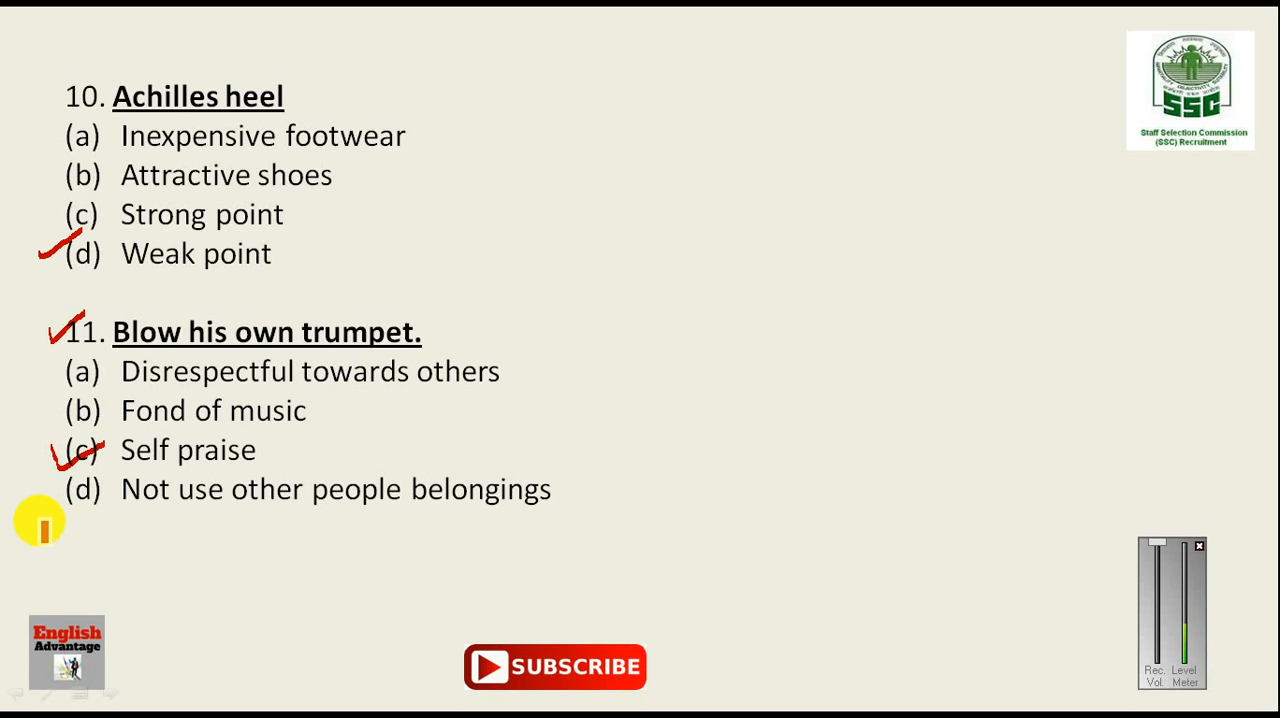 10. Achilles heel
(a) Inexpensive footwear
(b) Attractive shoes
(c) Strong point
(d) Weak point
11. Blow his own trumpet.
(a) Disrespectful towards others
(b) Fond of music
(c) Self praise
(d) Not use other people belongings
SSC
Staff Selection Commission
(SSC) Recruitment
English
Advantage
SUBSCRIBE
Rec. Level
Vol. Meter